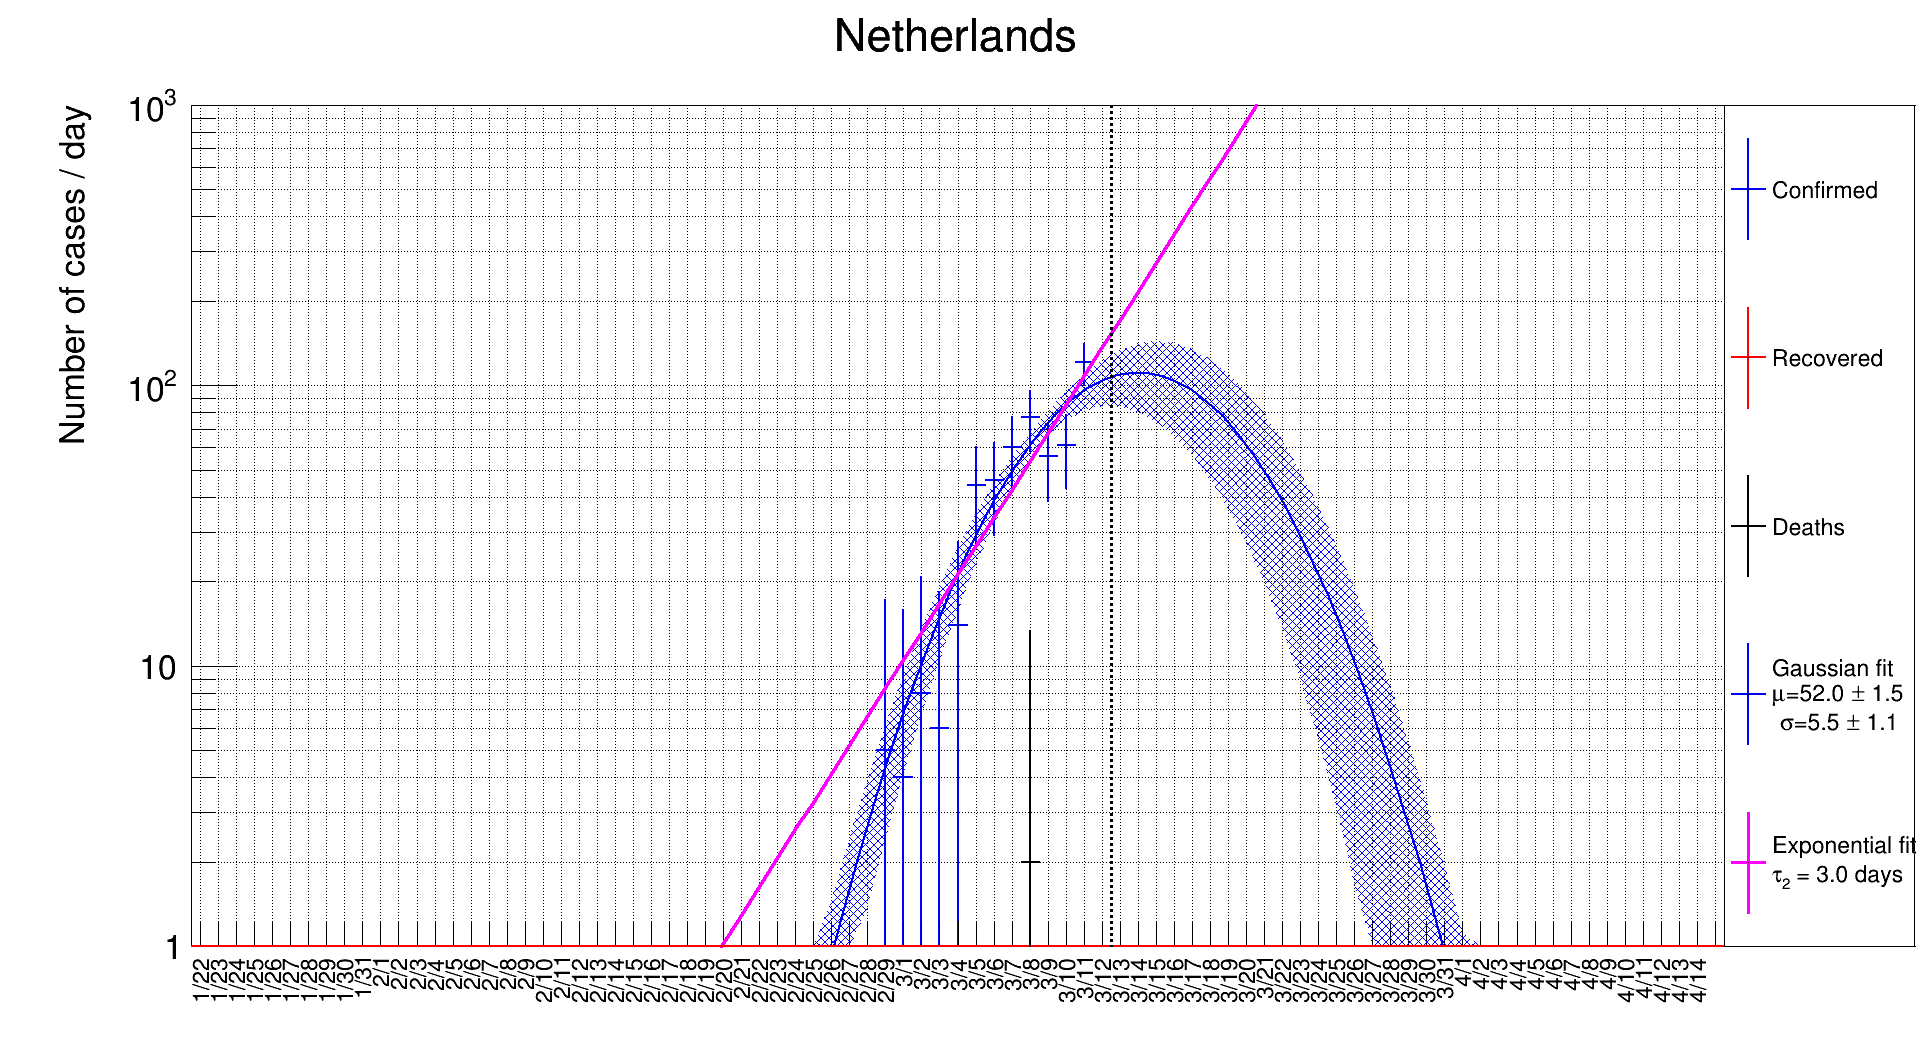 Netherlands
Number of cases / day
10³
10²
10
1
1/22 1/23 1/24 1/25 1/26 1/27 1/28 1/29 1/30 1/31 2/1 2/2 2/3 2/4 2/5 2/6 2/7 2/8 2/9 2/10 2/11 2/12 2/13 2/14 2/15 2/16 2/17 2/18 2/19 2/20 2/21 2/22 2/23 2/24 2/25 2/26 2/27 2/28 2/29 3/1 3/2 3/3 3/4 3/5 3/6 3/7 3/8 3/9 3/10 3/11 3/12 3/13 3/14 3/15 3/16 3/17 3/18 3/19 3/20 3/21 3/22 3/23 3/24 3/25 3/26 3/27 3/28 3/29 3/30 3/31 4/1 4/2 4/3 4/4 4/5 4/6 4/7 4/8 4/9 4/10 4/11 4/12 4/13 4/14
Confirmed
Recovered
Deaths
Gaussian fit
μ=52.0 ± 1.5
σ=5.5 ± 1.1
Exponential fit
τ₂ = 3.0 days